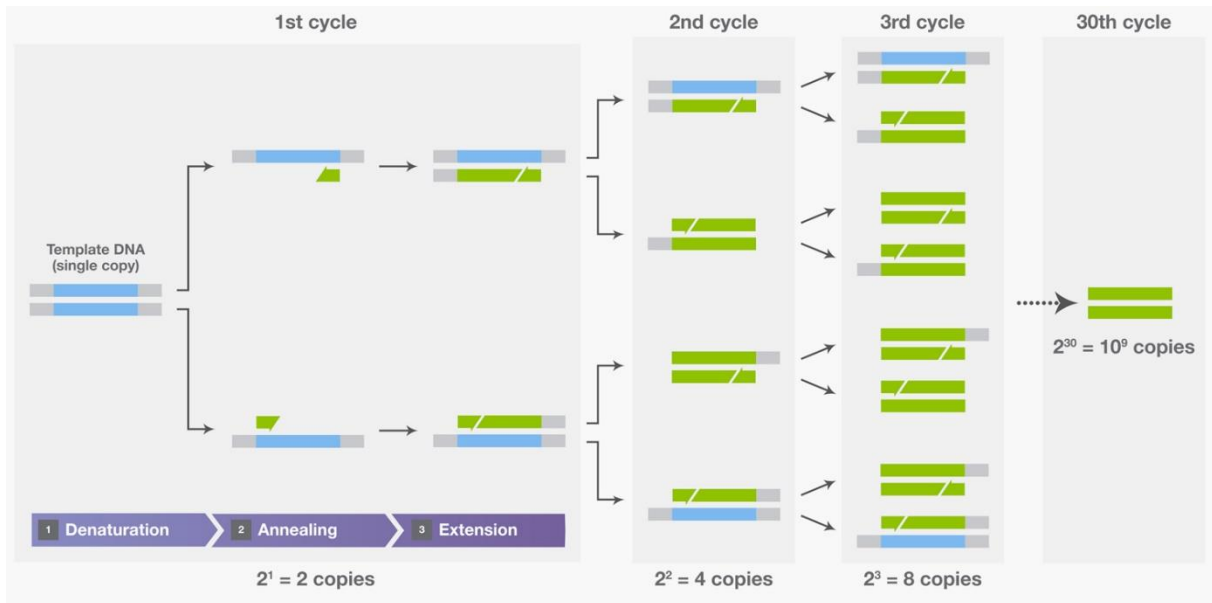 1st cycle
2nd cycle
3rd cycle
30th cycle
Template DNA
(single copy)
2³⁰ = 10⁹ copies
1 Denaturation
2 Annealing
3 Extension
2¹ = 2 copies
2² = 4 copies
2³ = 8 copies